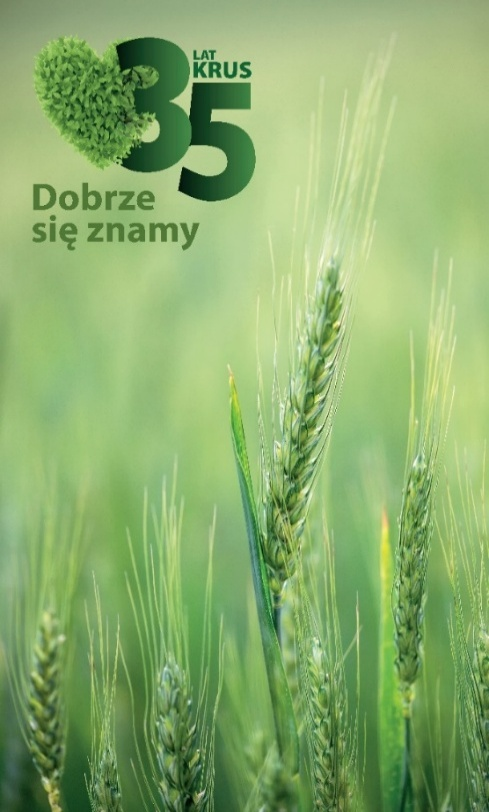 35
LAT
KRUS
Dobrze
się znamy